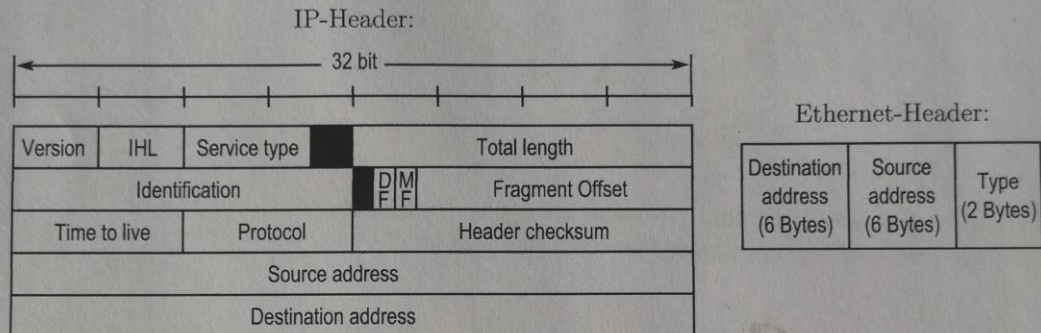 IP-Header:
32 bit
Version IHL Service type Total length
Identification D F M F Fragment Offset
Time to live Protocol Header checksum
Source address
Destination address
Ethernet-Header:
Destination address (6 Bytes)
Source address (6 Bytes)
Type (2 Bytes)